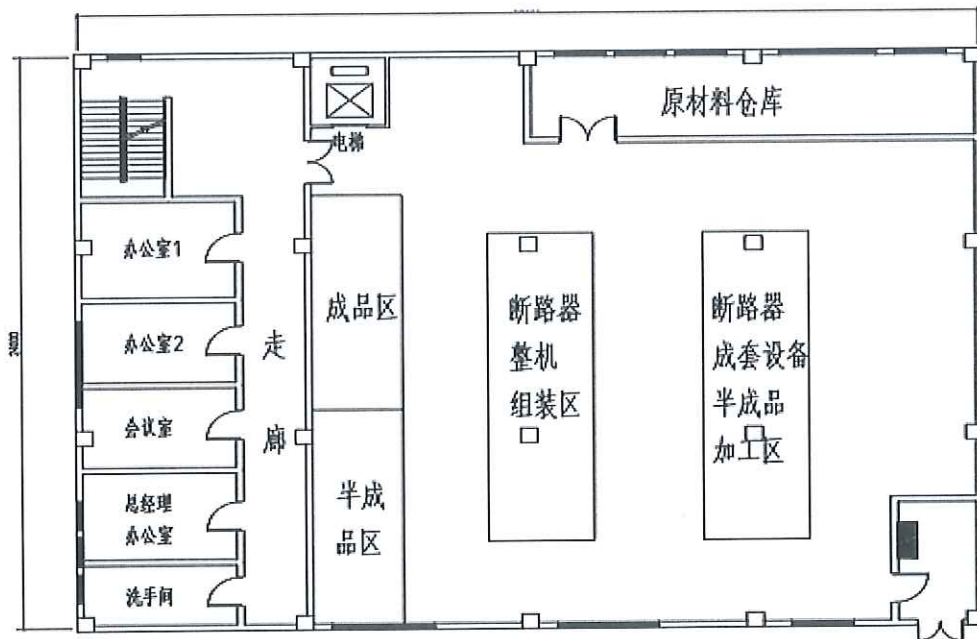 原材料仓库
电梯
办公室1
办公室2
会议室
总经理
办公室
洗手间
走
廊
成品区
半成
品区
断路器
整机
组装区
断路器
成套设备
半成品
加工区